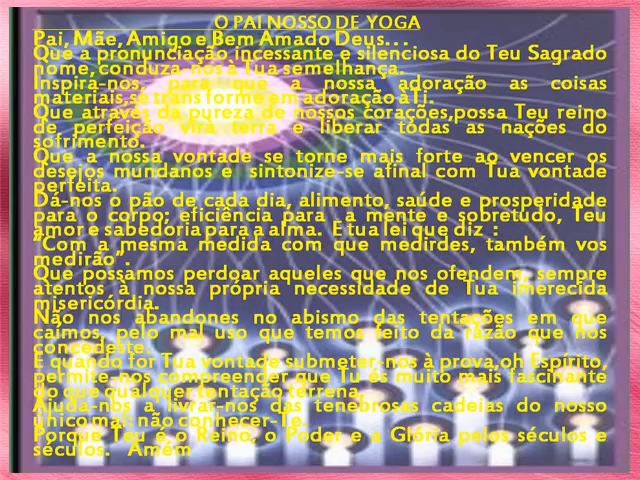 O PAI NOSSO DE YOGA
Pai, Mãe, Amigo e Bem Amado Deus. . .
Que a pronunciação incessante e silenciosa do Teu Sagrado
nome, conduza-nos à Tua semelhança.
Inspira-nos, para que a nossa adoração as coisas
materiais,se trans forme em adoração à Ti.
Que através da pureza de nossos corações,possa Teu reino
de perfeição vira terra e liberar todas as nações do
sofrimento.
Que a nossa vontade se torne mais forte ao vencer os
desejos mundanos e sintonize-se afinal com Tua vontade
perfeita.
Dá-nos o pão de cada dia, alimento, saúde e prosperidade
para o corpo; eficiência para a mente e sobretudo, Teu
amor e sabedoria para a alma. E tua lei que diz :
"Com a mesma medida com que medirdes, também vos
medirão".
Que possamos perdoar aqueles que nos ofendem, sempre
atentos à nossa própria necessidade de Tua imerecida
misericórdia.
Não nos abandones no abismo das tentações em que
caímos, pelo mal uso que temos feito da razão que nos
concedeste.
E quando for Tua vontade submeter-nos à prova,oh Espírito,
permite-nos compreender que Tu és muito mais fascinante
do que qualquer tentação terrena.
Ajuda-nos a livrar-nos das tenebrosas cadeias do nosso
único mal: não conhecer-Te.
Porque Teu é o Reino, o Poder e a Glória pelos séculos e
séculos. Amém